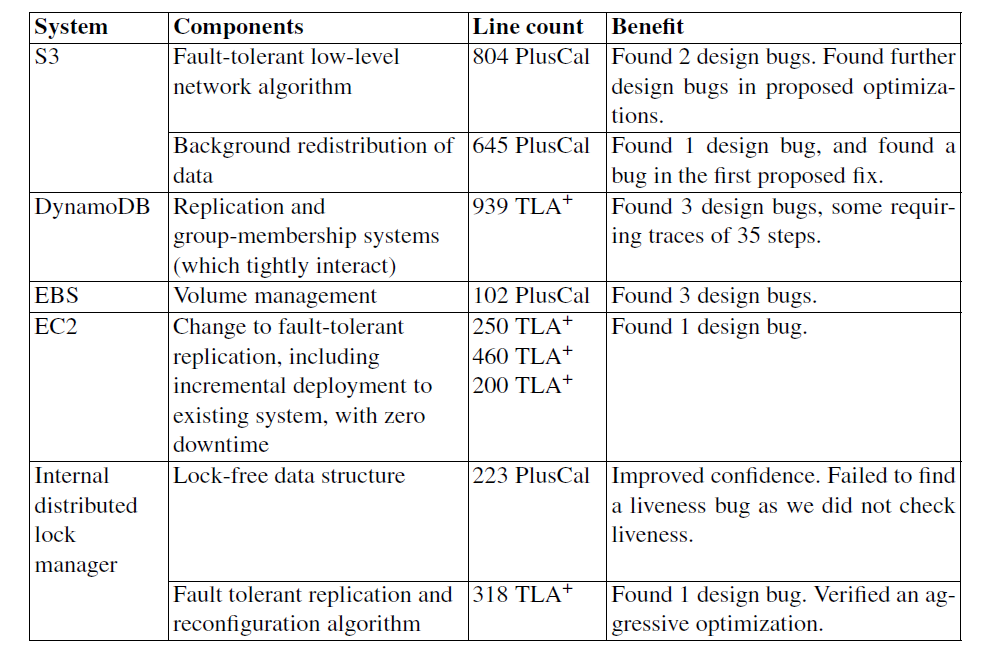 System Components Line count Benefit
S3 Fault-tolerant low-level 804 PlusCal Found 2 design bugs. Found further
network algorithm design bugs in proposed optimiza-
tions.
Background redistribution of 645 PlusCal Found 1 design bug, and found a
data bug in the first proposed fix.
DynamoDB Replication and 939 TLA+ Found 3 design bugs, some requir-
group-membership systems ing traces of 35 steps.
(which tightly interact)
EBS Volume management 102 PlusCal Found 3 design bugs.
EC2 Change to fault-tolerant 250 TLA+ Found 1 design bug.
replication, including 460 TLA+
incremental deployment to 200 TLA+
existing system, with zero
downtime
Internal Lock-free data structure 223 PlusCal Improved confidence. Failed to find
distributed a liveness bug as we did not check
lock liveness.
manager
Fault tolerant replication and 318 TLA+ Found 1 design bug. Verified an ag-
reconfiguration algorithm gressive optimization.